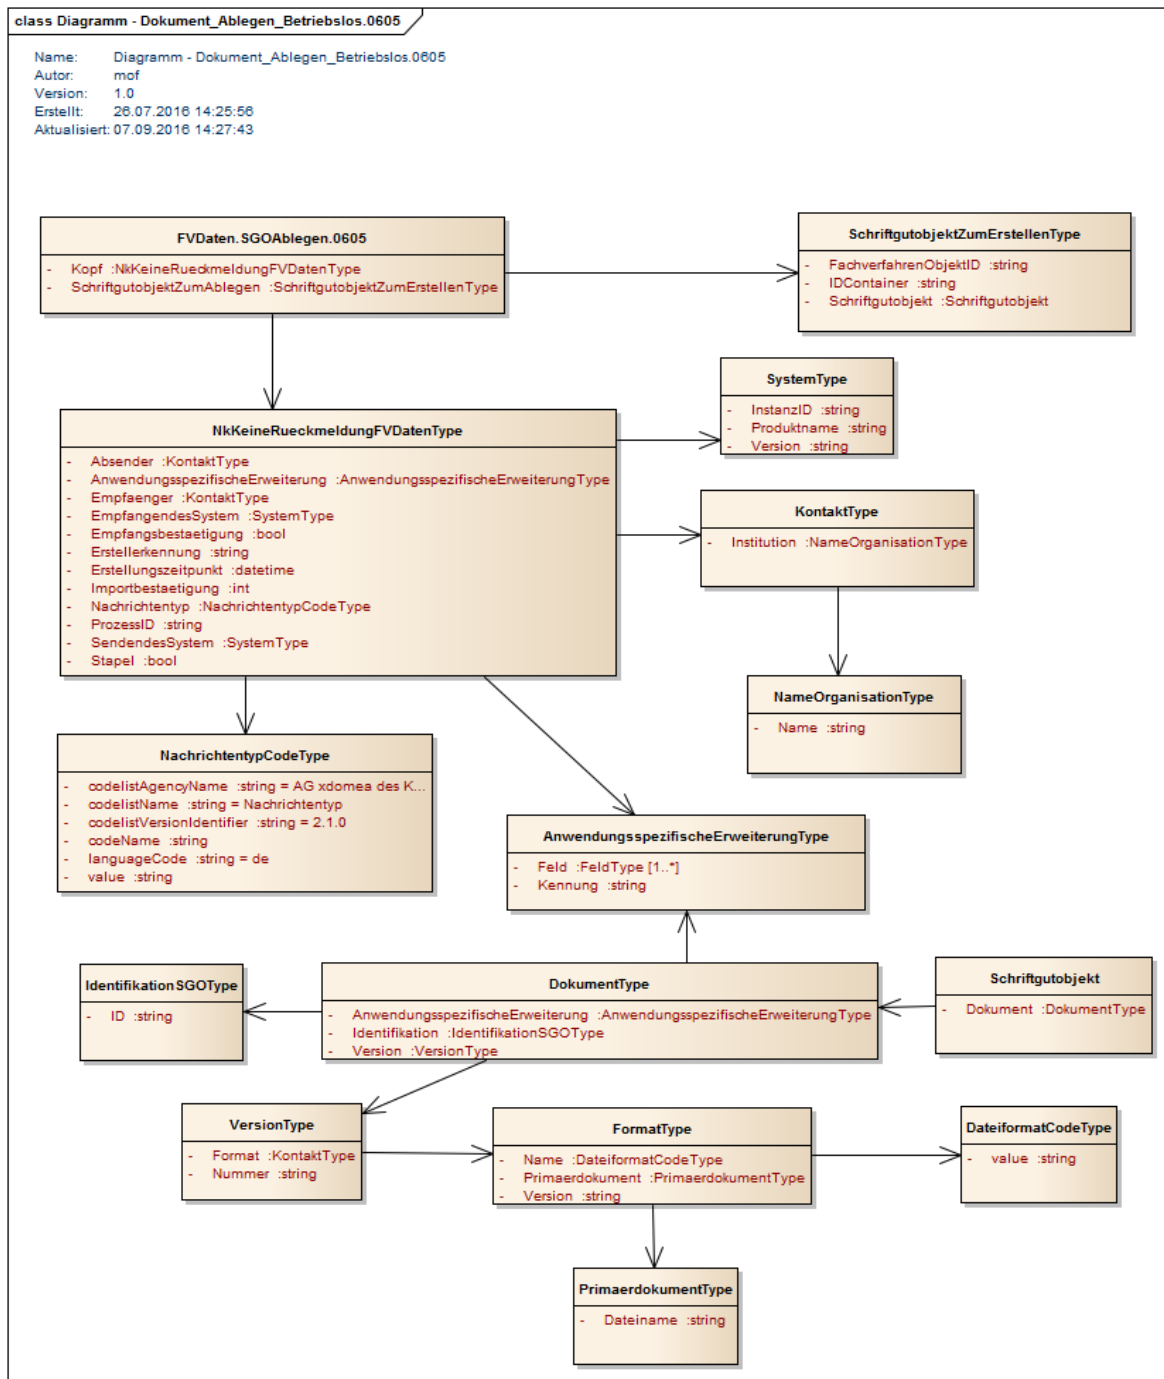 class Diagramm - Dokument_Ablegen_Betriebslos.0605
Name: Diagramm - Dokument_Ablegen_Betriebslos.0605
Autor: mof
Version: 1.0
Erstellt: 26.07.2016 14:25:56
Aktualisiert: 07.09.2016 14:27:43
FVDaten.SGOAblegen.0605
- Kopf :NkKeineRueckmeldungFVDatenType
- SchriftgutobjektZumAblegen :SchriftgutobjektZumErstellenType
SchriftgutobjektZumErstellenType
- FachverfahrenObjektID :string
- IDContainer :string
- Schriftgutobjekt :Schriftgutobjekt
SystemType
- InstanzID :string
- Produktname :string
- Version :string
NkKeineRueckmeldungFVDatenType
- Absender :KontaktType
- AnwendungsspezifischeErweiterung :AnwendungsspezifischeErweiterungType
- Empfaenger :KontaktType
- EmpfangendesSystem :SystemType
- Empfangsbestaetigung :bool
- Erstellerkennung :string
- Erstellungszeitpunkt :datetime
- Importbestaetigung :int
- Nachrichtentyp :NachrichtentypCodeType
- ProzessID :string
- SendendesSystem :SystemType
- Stapel :bool
KontaktType
- Institution :NameOrganisationType
NameOrganisationType
- Name :string
NachrichtentypCodeType
- codelistAgencyName :string = AG xdomea des K...
- codelistName :string = Nachrichtentyp
- codelistVersionIdentifier :string = 2.1.0
- codeName :string
- languageCode :string = de
- value :string
AnwendungsspezifischeErweiterungType
- Feld :FeldType [1..*]
- Kennung :string
IdentifikationSGOType
- ID :string
DokumentType
- AnwendungsspezifischeErweiterung :AnwendungsspezifischeErweiterungType
- Identifikation :IdentifikationSGOType
- Version :VersionType
Schriftgutobjekt
- Dokument :DokumentType
VersionType
- Format :KontaktType
- Nummer :string
FormatType
- Name :DateiformatCodeType
- Primaerdokument :PrimaerdokumentType
- Version :string
DateiformatCodeType
- value :string
PrimaerdokumentType
- Dateiname :string